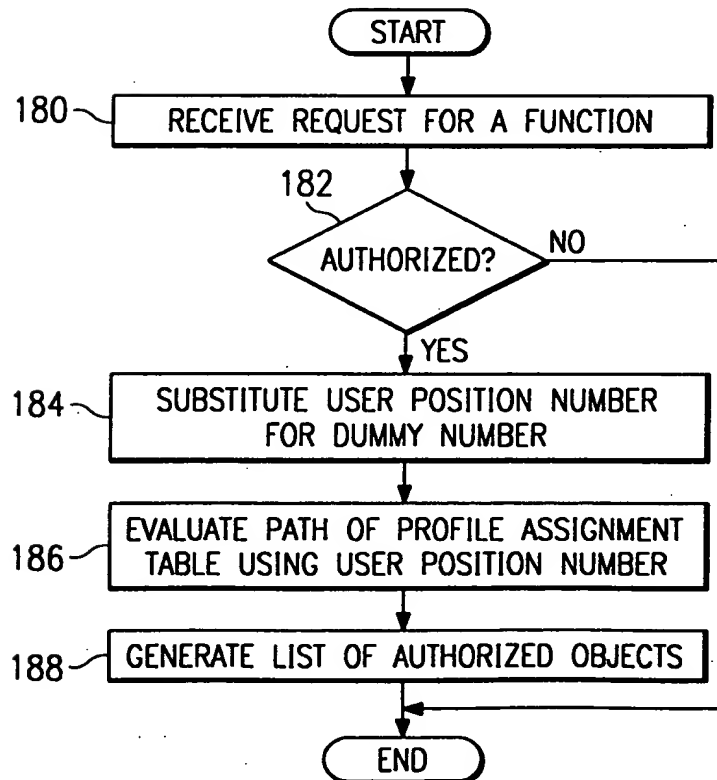 START
180
RECEIVE REQUEST FOR A FUNCTION
182
AUTHORIZED?
NO
YES
184
SUBSTITUTE USER POSITION NUMBER
FOR DUMMY NUMBER
186
EVALUATE PATH OF PROFILE ASSIGNMENT
TABLE USING USER POSITION NUMBER
188
GENERATE LIST OF AUTHORIZED OBJECTS
END